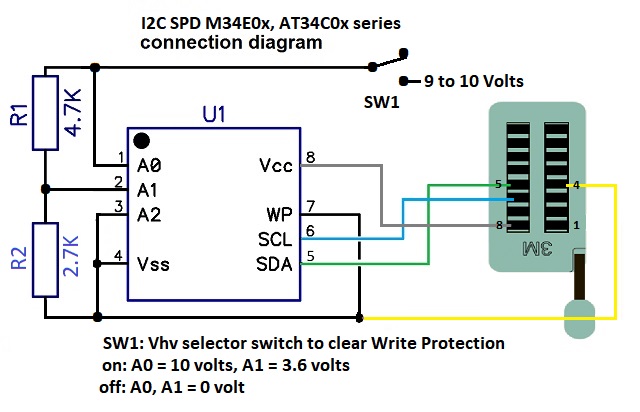 I2C SPD M34E0x, AT34C0x series
connection diagram
9 to 10 Volts
SW1
R1
4.7K
U1
1 A0
2 A1
3 A2
4 Vss
Vcc 8
WP 7
SCL 6
SDA 5
R2
2.7K
5
4
8
1
3M
SW1: Vhv selector switch to clear Write Protection
on: A0 = 10 volts, A1 = 3.6 volts
off: A0, A1 = 0 volt